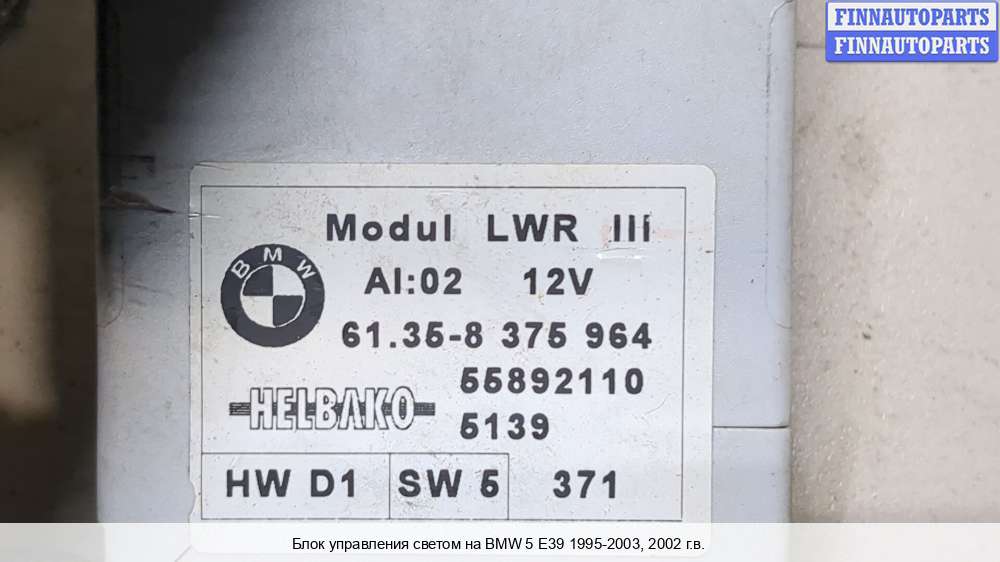 FINNAUTOPARTS
FINNAUTOPARTS
Modul LWR III
BMW
AI:02 12V
61.35-8 375 964
HELBAKO
55892110
5139
HW D1 SW 5 371
Блок управления светом на BMW 5 E39 1995-2003, 2002 г.в.